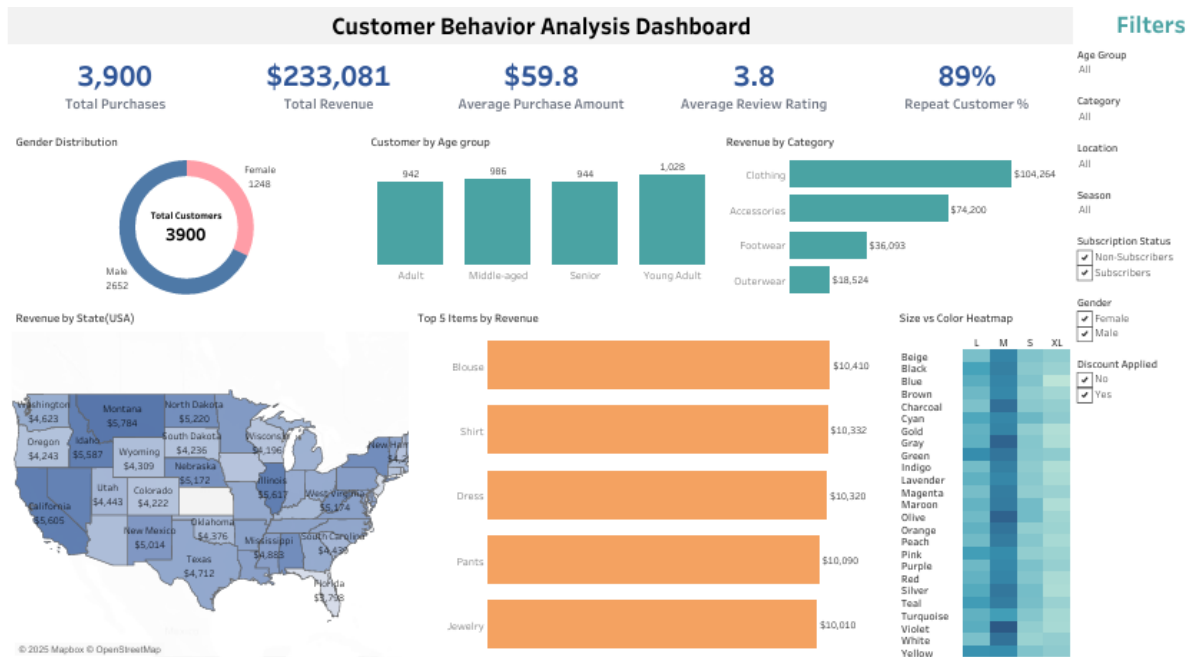 Customer Behavior Analysis Dashboard
Filters
3,900
Total Purchases
$233,081
Total Revenue
$59.8
Average Purchase Amount
3.8
Average Review Rating
89%
Repeat Customer %
Age Group
All
Category
All
Location
All
Season
All
Subscription Status
Non-Subscribers
Subscribers
Gender
Female
Male
Discount Applied
No
Yes
Gender Distribution
Female
1248
Total Customers
3900
Male
2652
Customer by Age group
942
986
944
1,028
Adult
Middle-aged
Senior
Young Adult
Revenue by Category
Clothing
$104,264
Accessories
$74,200
Footwear
$36,093
Outerwear
$18,524
Revenue by State(USA)
Washington
$4,623
Montana
$5,784
North Dakota
$5,220
Oregon
$4,243
Idaho
$5,587
South Dakota
$4,236
$4,196
Wyoming
$4,309
Nebraska
$5,172
Illinois
$5,617
Utah
$4,443
Colorado
$4,222
West Virginia
$5,174
California
$5,605
New Mexico
$5,014
Oklahoma
$4,376
Mississippi
$4,883
South Carolina
Texas
$4,712
Florida
© 2025 Mapbox © OpenStreetMap
Top 5 Items by Revenue
Blouse
$10,410
Shirt
$10,332
Dress
$10,320
Pants
$10,090
Jewelry
$10,010
Size vs Color Heatmap
L M S XL
Beige
Black
Blue
Brown
Charcoal
Cyan
Gold
Gray
Green
Indigo
Lavender
Magenta
Maroon
Olive
Orange
Peach
Pink
Purple
Red
Silver
Teal
Turquoise
Violet
White
Yellow